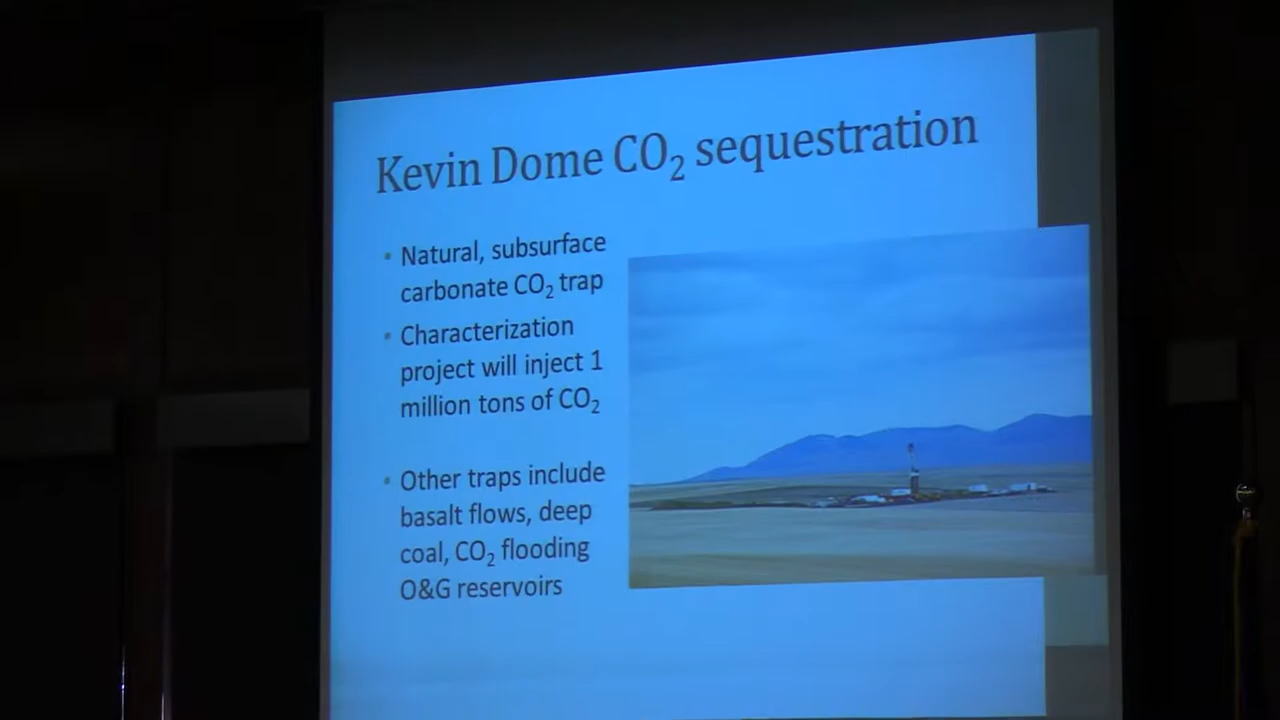 Kevin Dome CO₂ sequestration
• Natural, subsurface
carbonate CO₂ trap
• Characterization
project will inject 1
million tons of CO₂
• Other traps include
basalt flows, deep
coal, CO₂ flooding
O&G reservoirs